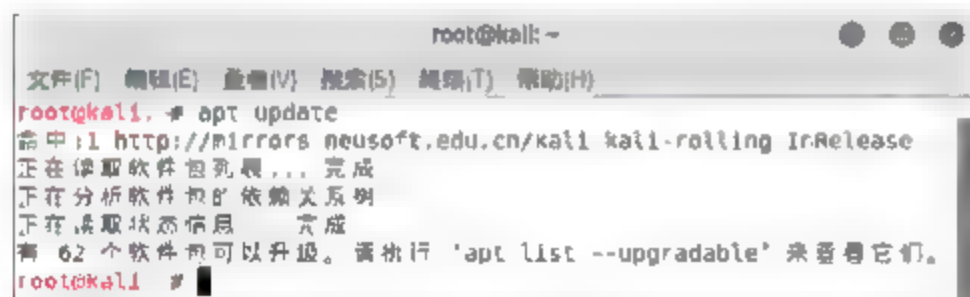 root@kali: ~
文件(F) 编辑(E) 查看(V) 搜索(S) 终端(T) 帮助(H)
root@kali:~# apt update
命中:1 http://mirrors.neusoft.edu.cn/kali kali-rolling InRelease
正在读取软件包列表... 完成
正在分析软件包的依赖关系树
正在读取状态信息... 完成
有 62 个软件包可以升级。请执行 'apt list --upgradable' 来查看它们。
root@kali:~#